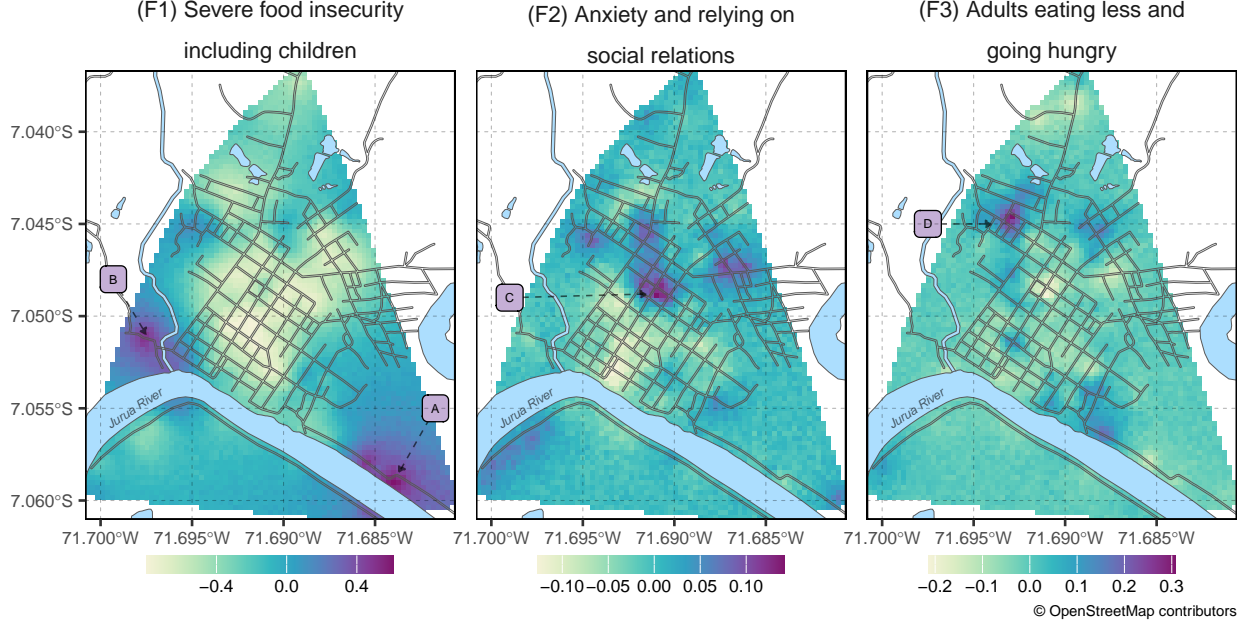 (F1) Severe food insecurity
including children
(F2) Anxiety and relying on
social relations
(F3) Adults eating less and
going hungry
7.040°S
7.045°S
7.050°S
7.055°S
7.060°S
B
A
Jurua River
C
Jurua River
D
Jurua River
71.700°W 71.695°W 71.690°W 71.685°W
71.700°W 71.695°W 71.690°W 71.685°W
71.700°W 71.695°W 71.690°W 71.685°W
−0.4 0.0 0.4
−0.10 −0.05 0.00 0.05 0.10
−0.2 −0.1 0.0 0.1 0.2 0.3
© OpenStreetMap contributors